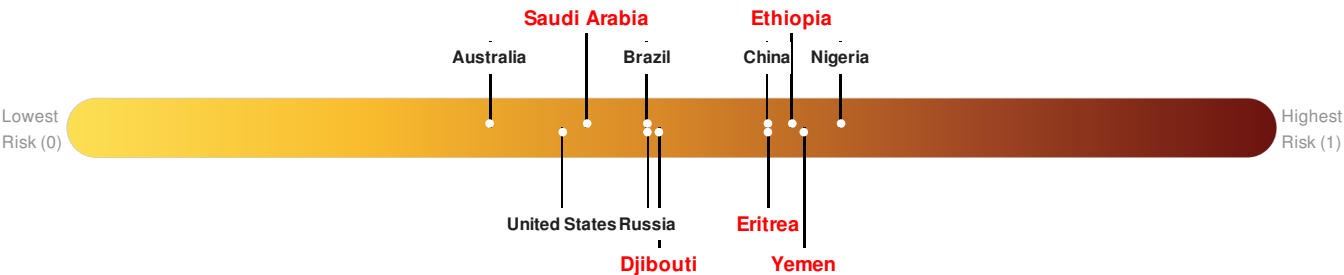 Saudi Arabia
Ethiopia
Australia
Brazil
China
Nigeria
Lowest
Risk (0)
Highest
Risk (1)
United States
Russia
Eritrea
Djibouti
Yemen